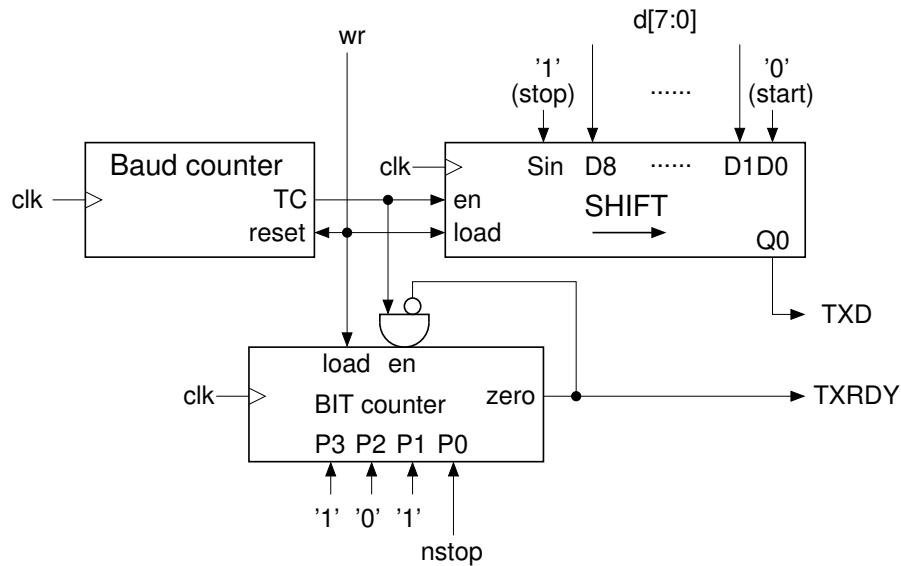 d[7:0]
wr
'1' ...... '0'
(stop) (start)
Baud counter
clk Sin D8 ...... D1D0
clk TC en SHIFT
reset load Q0
TXD
load en
clk BIT counter zero TXRDY
P3 P2 P1 P0
'1' '0' '1'
nstop